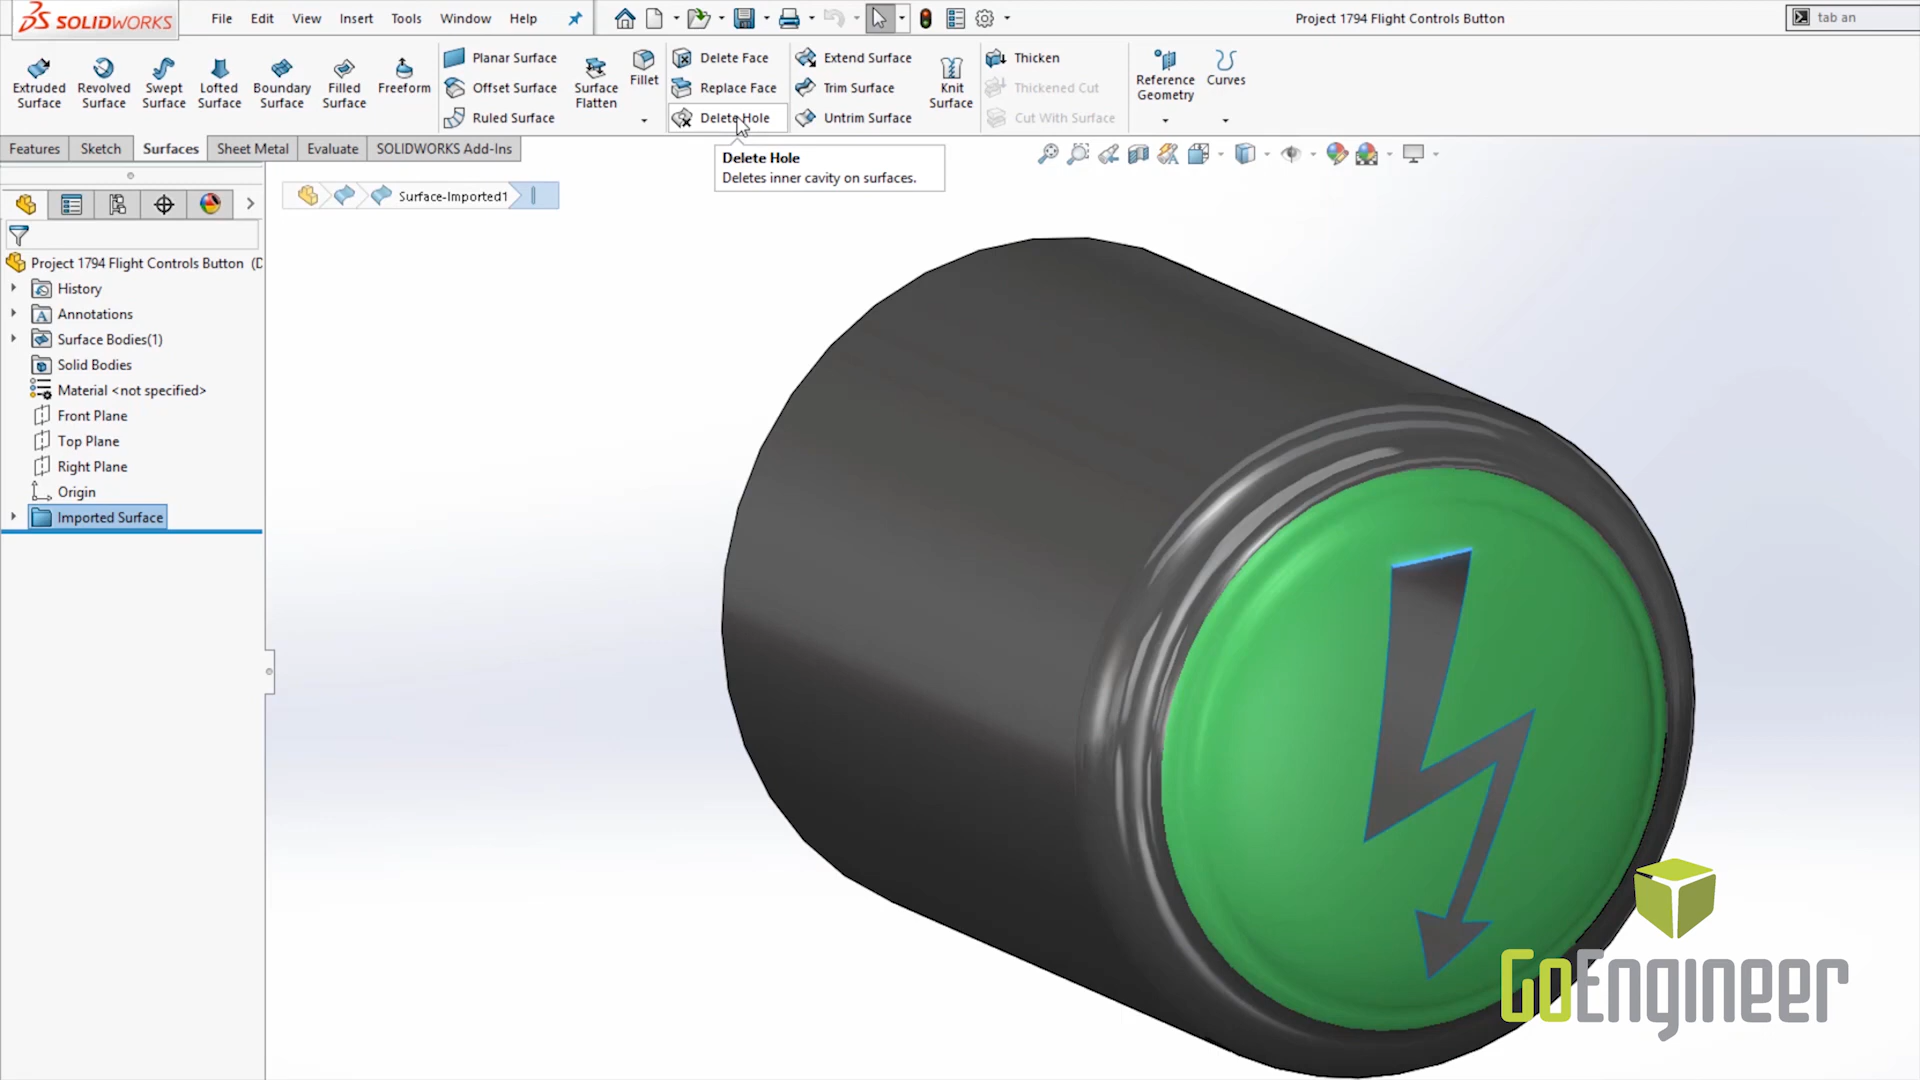 SOLIDWORKS
File Edit View Insert Tools Window Help
Project 1794 Flight Controls Button
tab an
Extruded Surface
Revolved Surface
Swept Surface
Lofted Surface
Boundary Surface
Filled Surface
Freeform
Planar Surface
Offset Surface
Ruled Surface
Surface Flatten
Fillet
Delete Face
Replace Face
Delete Hole
Extend Surface
Trim Surface
Untrim Surface
Knit Surface
Thicken
Thickened Cut
Cut With Surface
Reference Geometry
Curves
Features Sketch Surfaces Sheet Metal Evaluate SOLIDWORKS Add-Ins
Delete Hole
Deletes inner cavity on surfaces.
Surface-Imported1
Project 1794 Flight Controls Button (D
History
Annotations
Surface Bodies(1)
Solid Bodies
Material <not specified>
Front Plane
Top Plane
Right Plane
Origin
Imported Surface
GoEngineer